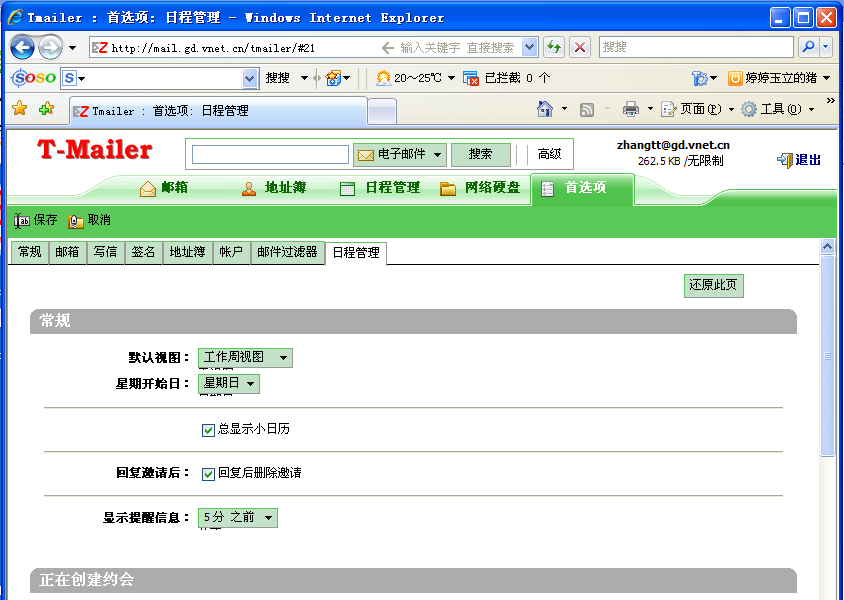 Tmailer : 首选项: 日程管理 - Windows Internet Explorer
http://mail.gd.vnet.cn/tmailer/#21 输入关键字 直接搜索 搜搜
Soso S 搜搜 20~25℃ 已拦截 0 个 婷婷玉立的猪
Tmailer : 首选项: 日程管理 页面(P) 工具(O) »
T-Mailer 电子邮件 搜索 高级 zhangtt@gd.vnet.cn
262.5 KB /无限制 退出
邮箱 地址簿 日程管理 网络硬盘 首选项
保存 取消
常规 邮箱 写信 签名 地址簿 帐户 邮件过滤器 日程管理
还原此页
常规
默认视图： 工作周视图
星期开始日： 星期日
总显示小日历
回复邀请后： 回复后删除邀请
显示提醒信息： 5分 之前
正在创建约会